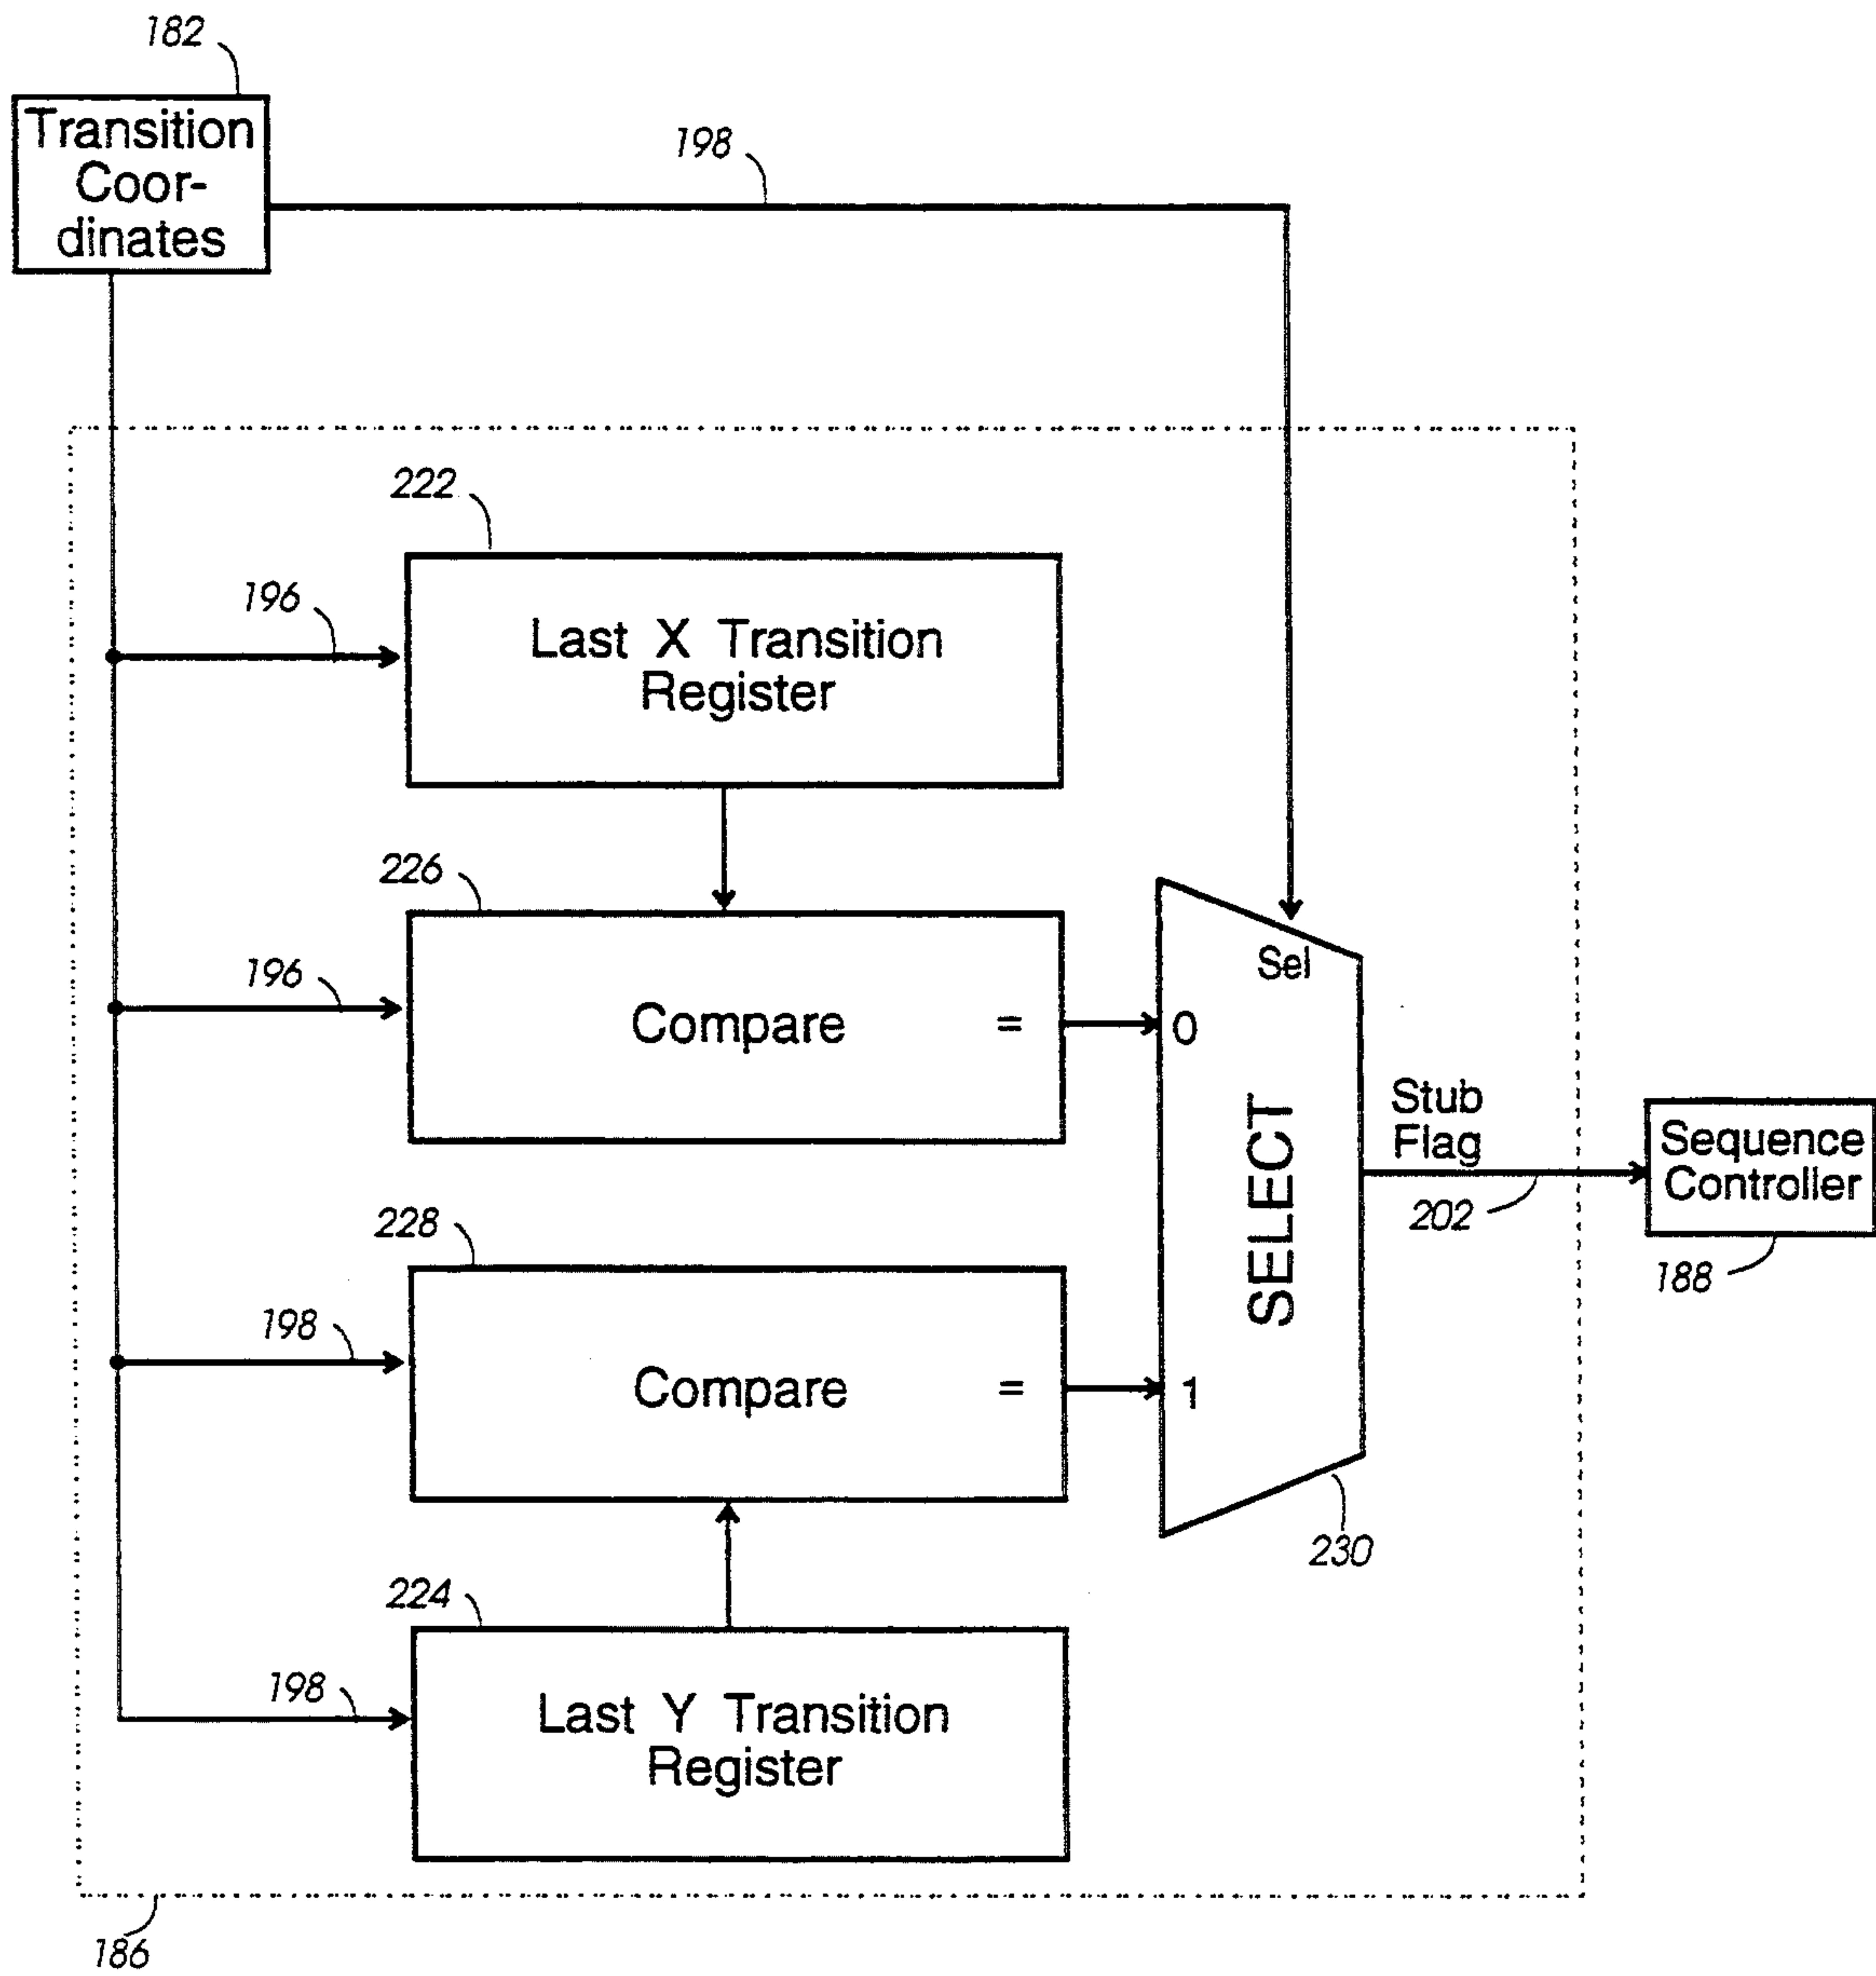 182
Transition
Coor-
dinates
198
222
196
Last X Transition
Register
226
196
Compare =
Sel
0
SELECT
Stub
Flag
202
Sequence
Controller
188
228
198
Compare =
1
230
224
198
Last Y Transition
Register
186